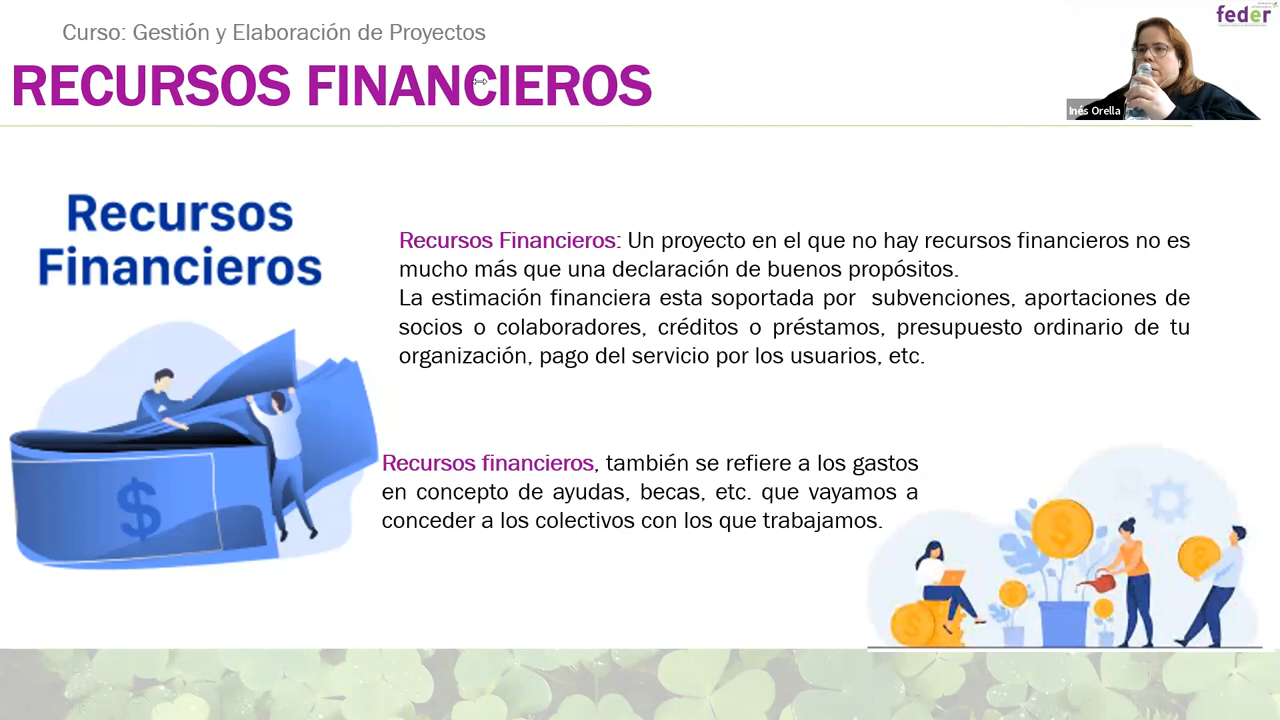 Curso: Gestión y Elaboración de Proyectos
RECURSOS FINANCIEROS
feder
Inés Orella
Recursos
Financieros
Recursos Financieros: Un proyecto en el que no hay recursos financieros no es
mucho más que una declaración de buenos propósitos.
La estimación financiera esta soportada por subvenciones, aportaciones de
socios o colaboradores, créditos o préstamos, presupuesto ordinario de tu
organización, pago del servicio por los usuarios, etc.
Recursos financieros, también se refiere a los gastos
en concepto de ayudas, becas, etc. que vayamos a
conceder a los colectivos con los que trabajamos.
$
$
$
$